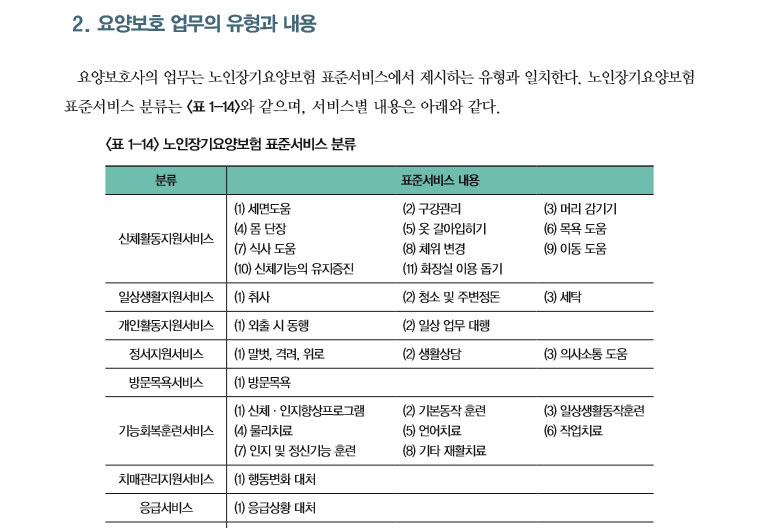 2. 요양보호 업무의 유형과 내용
요양보호사의 업무는 노인장기요양보험 표준서비스에서 제시하는 유형과 일치한다. 노인장기요양보험
표준서비스 분류는 <표 1-14>와 같으며, 서비스별 내용은 아래와 같다.
<표 1-14> 노인장기요양보험 표준서비스 분류
분류 표준서비스 내용
신체활동지원서비스
(1) 세면도움 (2) 구강관리 (3) 머리 감기기
(4) 몸 단장 (5) 옷 갈아입히기 (6) 목욕 도움
(7) 식사 도움 (8) 체위 변경 (9) 이동 도움
(10) 신체기능의 유지증진 (11) 화장실 이용 돕기
일상생활지원서비스 (1) 취사 (2) 청소 및 주변정돈 (3) 세탁
개인활동지원서비스 (1) 외출 시 동행 (2) 일상 업무 대행
정서지원서비스 (1) 말벗, 격려, 위로 (2) 생활상담 (3) 의사소통 도움
방문목욕서비스 (1) 방문목욕
기능회복훈련서비스
(1) 신체·인지향상프로그램 (2) 기본동작 훈련 (3) 일상생활동작훈련
(4) 물리치료 (5) 언어치료 (6) 작업치료
(7) 인지 및 정신기능 훈련 (8) 기타 재활치료
치매관리지원서비스 (1) 행동변화 대처
응급서비스 (1) 응급상황 대처